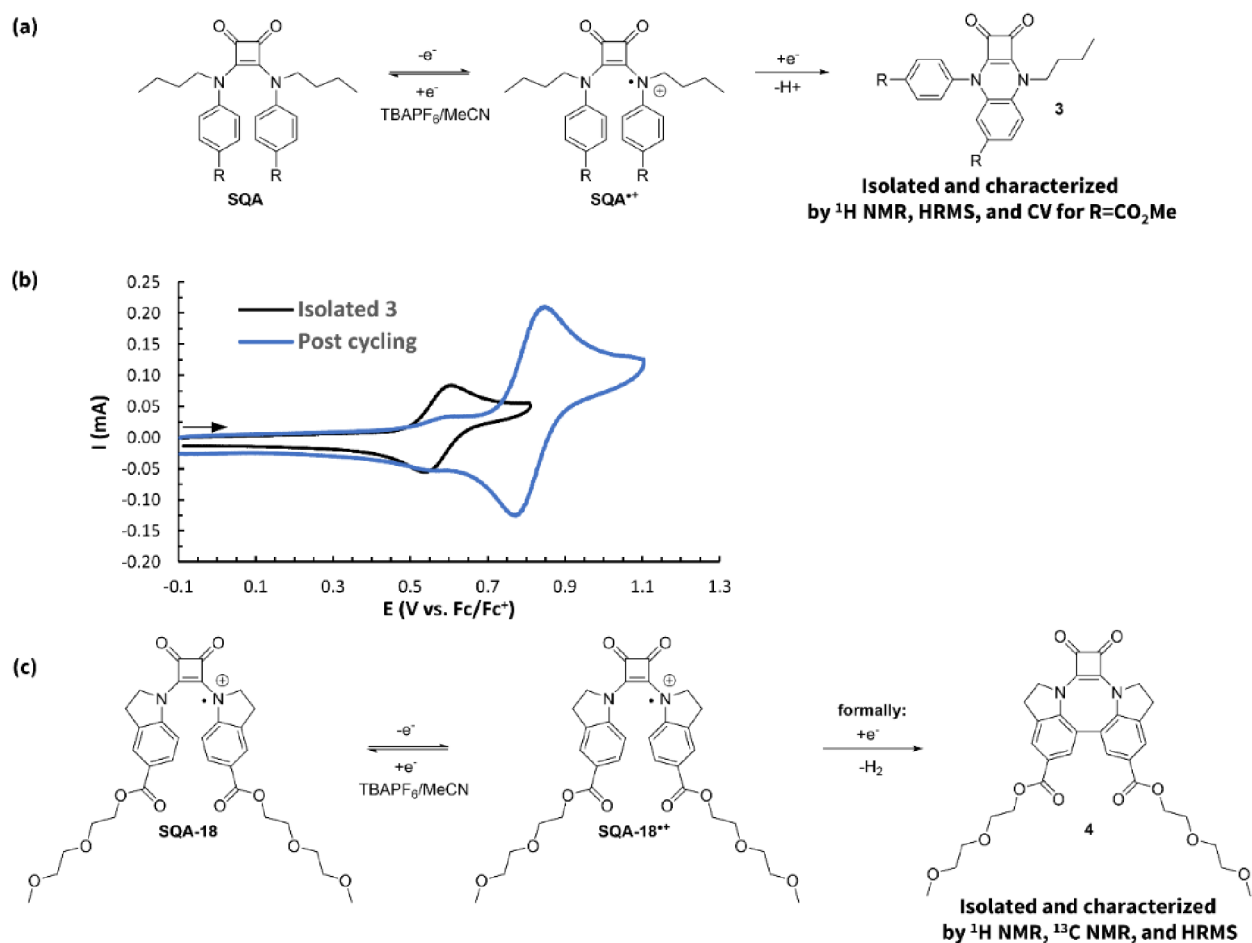 (a)
O O
-e⁻
+e⁻
TBAPF₆/MeCN
N N
R R
SQA
O O
N N
•
⊕
R R
SQA•⁺
+e⁻
-H+
O O
R N N
R
3
Isolated and characterized
by ¹H NMR, HRMS, and CV for R=CO₂Me
(b)
Isolated 3
Post cycling
I (mA)
0.25
0.20
0.15
0.10
0.05
0.00
-0.05
-0.10
-0.15
-0.20
-0.1 0.1 0.3 0.5 0.7 0.9 1.1 1.3
E (V vs. Fc/Fc⁺)
(c)
O O
N • N ⊕
O O O O
O O
O O
SQA-18
-e⁻
+e⁻
TBAPF₆/MeCN
O O
N • N ⊕
O O O O
O O
O O
SQA-18•⁺
formally:
+e⁻
-H₂
O O
N N
O O O O
O O
O O
4
Isolated and characterized
by ¹H NMR, ¹³C NMR, and HRMS